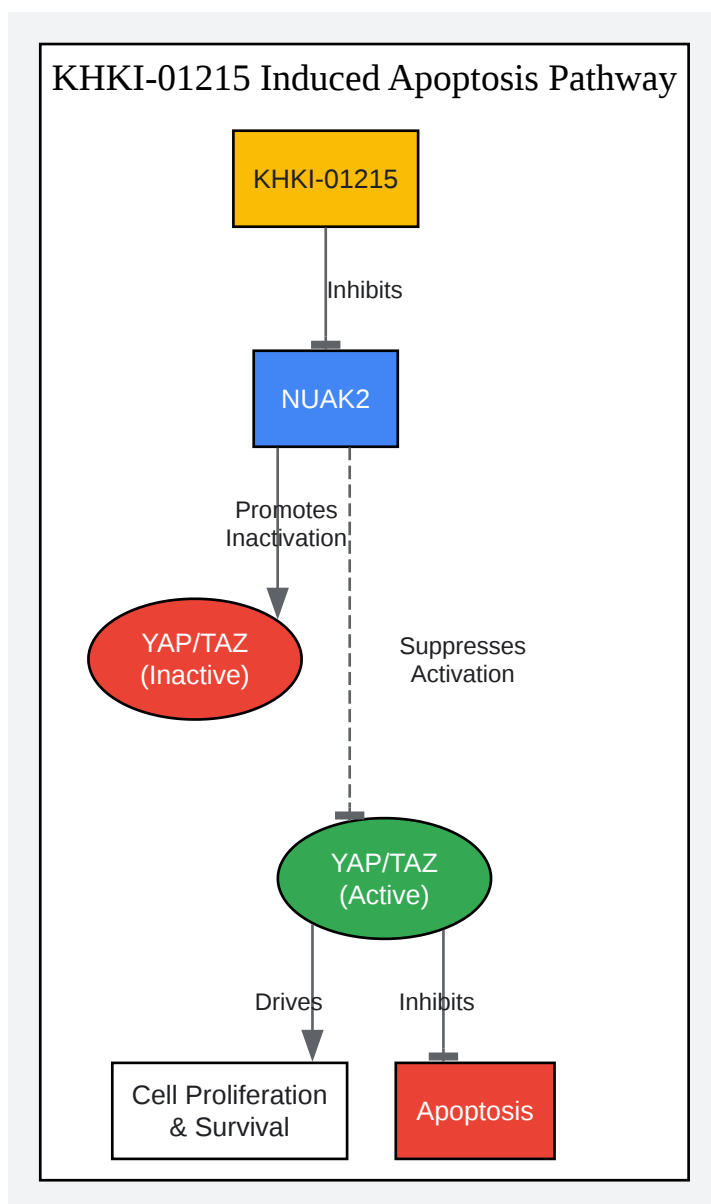 KHKI-01215 Induced Apoptosis Pathway
KHKI-01215
Inhibits
NUAK2
Promotes
Inactivation
YAP/TAZ
(Inactive)
Suppresses
Activation
YAP/TAZ
(Active)
Drives
Inhibits
Cell Proliferation
& Survival
Apoptosis